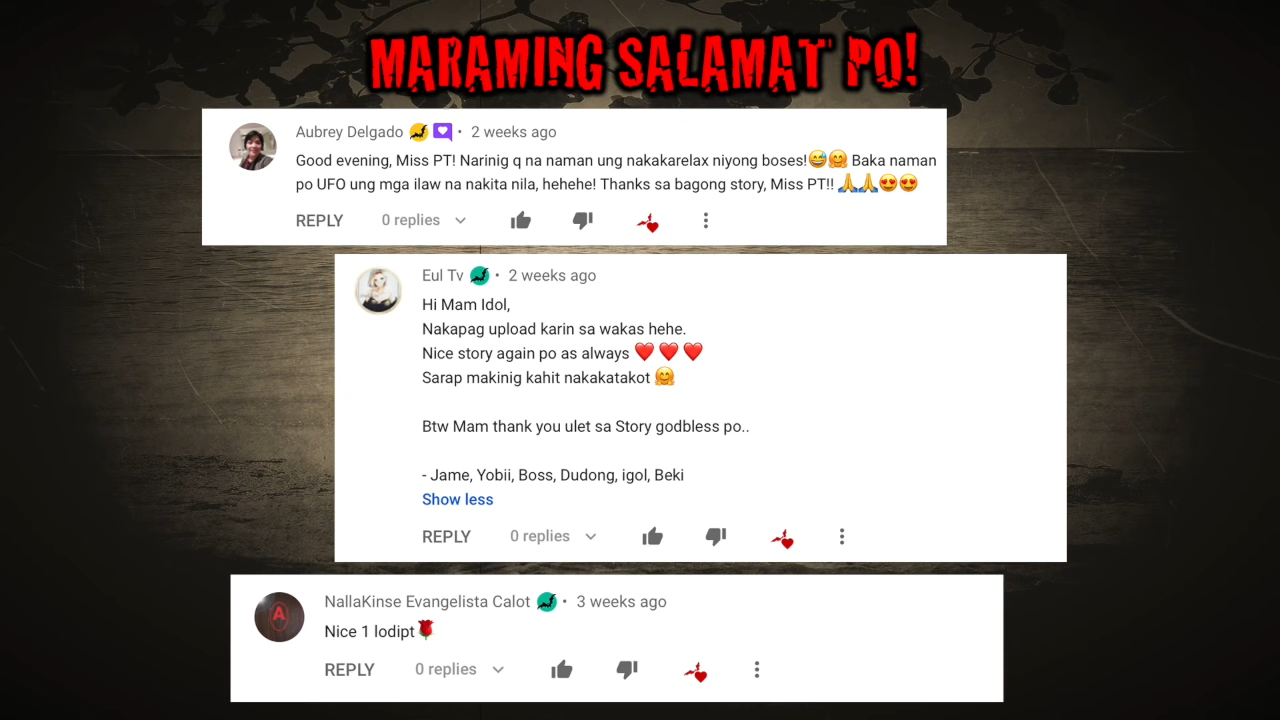 MARAMING SALAMAT PO!
Aubrey Delgado • 2 weeks ago
Good evening, Miss PT! Narinig q na naman ung nakakarelax niyong boses!😅🤗 Baka naman
po UFO ung mga ilaw na nakita nila, hehehe! Thanks sa bagong story, Miss PT!! 🙏🙏😍😍
REPLY 0 replies
Eul Tv • 2 weeks ago
Hi Mam Idol,
Nakapag upload karin sa wakas hehe.
Nice story again po as always ❤️ ❤️ ❤️
Sarap makinig kahit nakakatakot 🤗
Btw Mam thank you ulet sa Story godbless po..
- Jame, Yobii, Boss, Dudong, igol, Beki
Show less
REPLY 0 replies
A
NallaKinse Evangelista Calot • 3 weeks ago
Nice 1 lodipt🌹
REPLY 0 replies